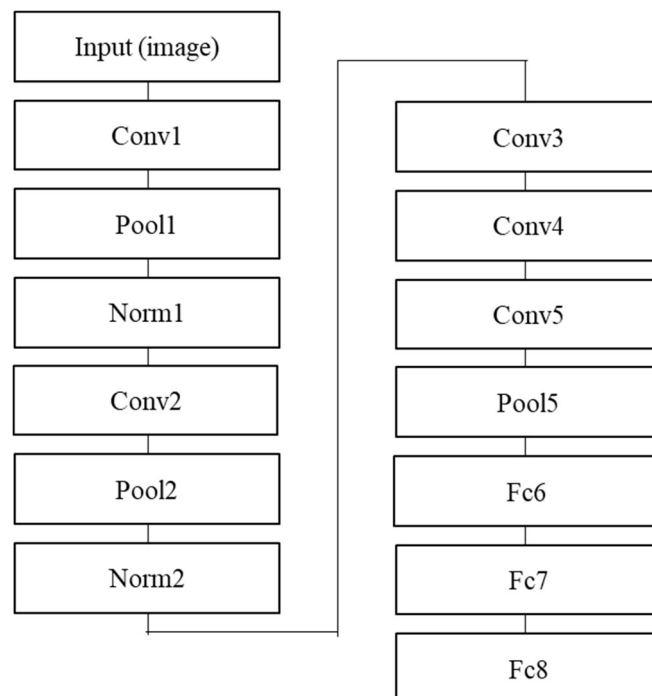 Input (image)
Conv1
Pool1
Norm1
Conv2
Pool2
Norm2
Conv3
Conv4
Conv5
Pool5
Fc6
Fc7
Fc8